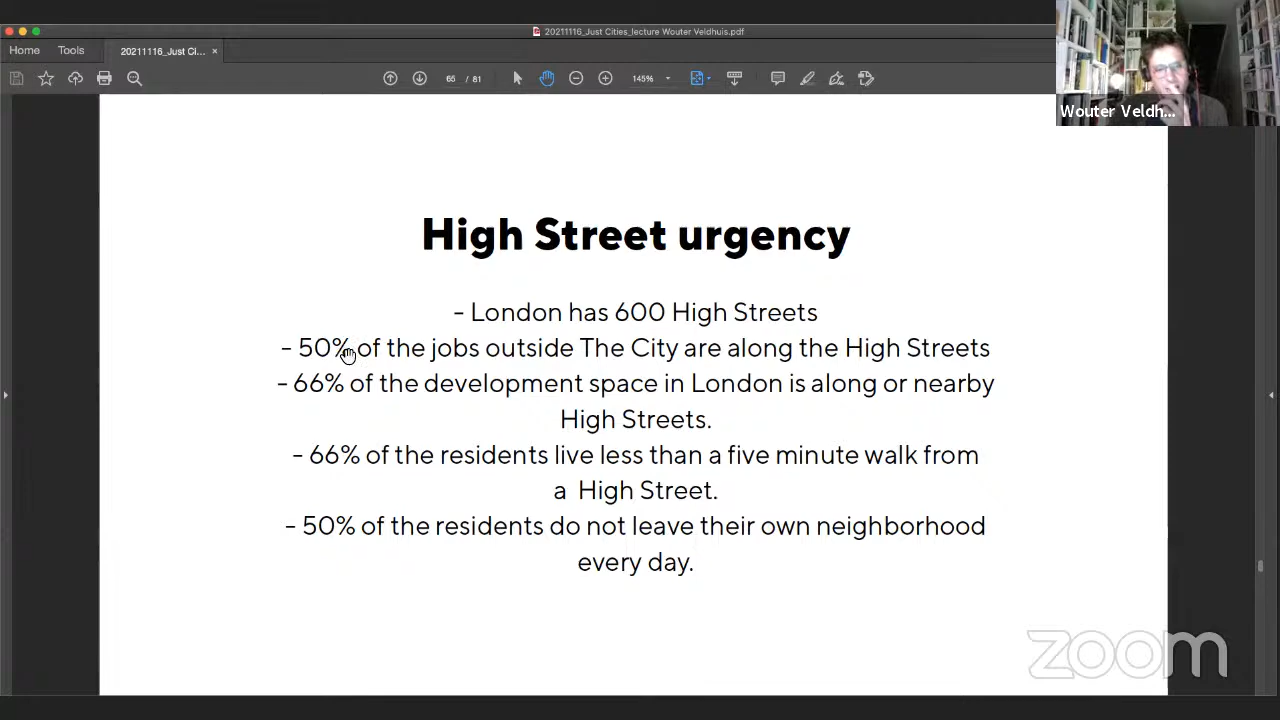 20211116_Just Cities_lecture Wouter Veldhuis.pdf
Home
Tools
20211116_Just Ci...
66 / 81
145%
Wouter Veldh...
High Street urgency
- London has 600 High Streets
- 50% of the jobs outside The City are along the High Streets
- 66% of the development space in London is along or nearby
High Streets.
- 66% of the residents live less than a five minute walk from
a High Street.
- 50% of the residents do not leave their own neighborhood
every day.
zoom